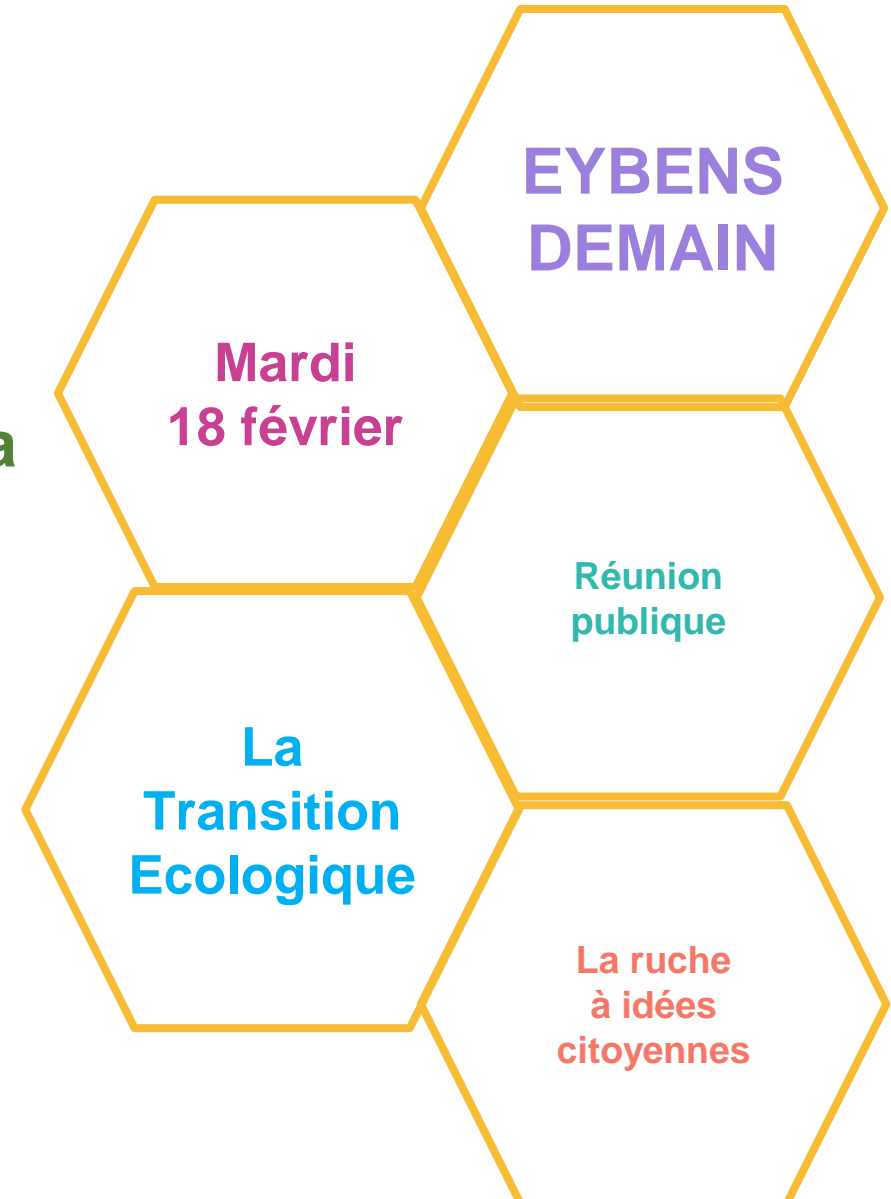 EYBENS
DEMAIN
Mardi
18 février
a
Réunion
publique
La
Transition
Ecologique
La ruche
à idées
citoyennes